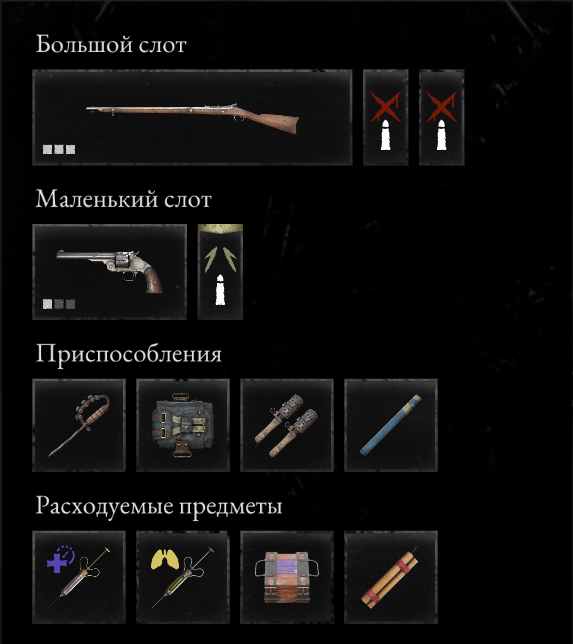 Большой слот
Маленький слот
Приспособления
Расходуемые предметы